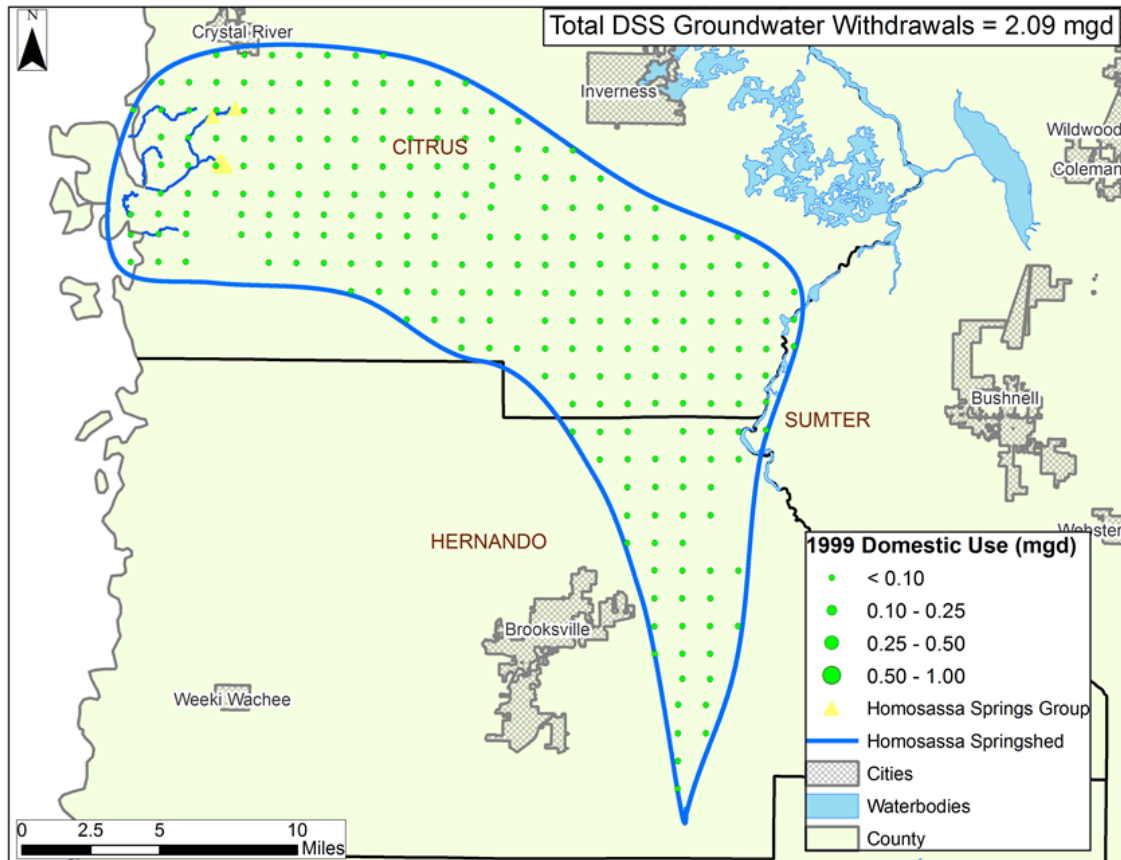 N
Total DSS Groundwater Withdrawals = 2.09 mgd
Crystal River
Inverness
CITRUS
Wildwood
Coleman
SUMTER
Bushnell
HERNANDO
Webster
Brooksville
Weeki Wachee
1999 Domestic Use (mgd)
< 0.10
0.10 - 0.25
0.25 - 0.50
0.50 - 1.00
Homosassa Springs Group
Homosassa Springshed
Cities
Waterbodies
County
0 2.5 5 10
Miles